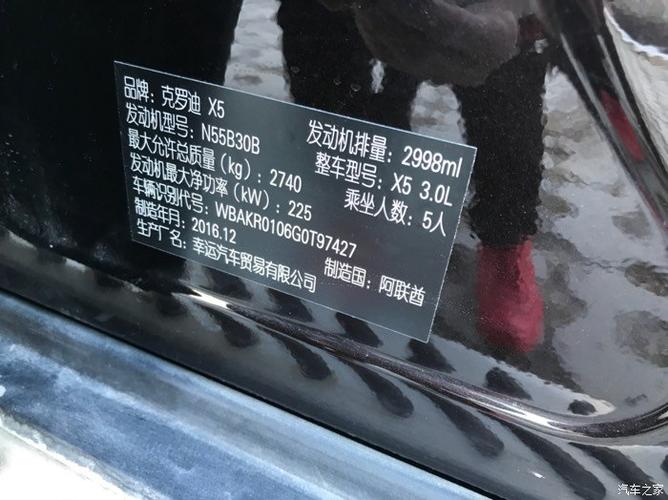 品牌：克罗迪 X5
发动机型号：N55B30B 发动机排量：2998ml
最大允许总质量（kg）：2740 整车型号：X5 3.0L
发动机最大净功率（kW）：225 乘坐人数：5人
车辆识别代号：WBAKR0106G0T97427
制造年月：2016.12
生产厂名：幸运汽车贸易有限公司 制造国：阿联酋
汽车之家